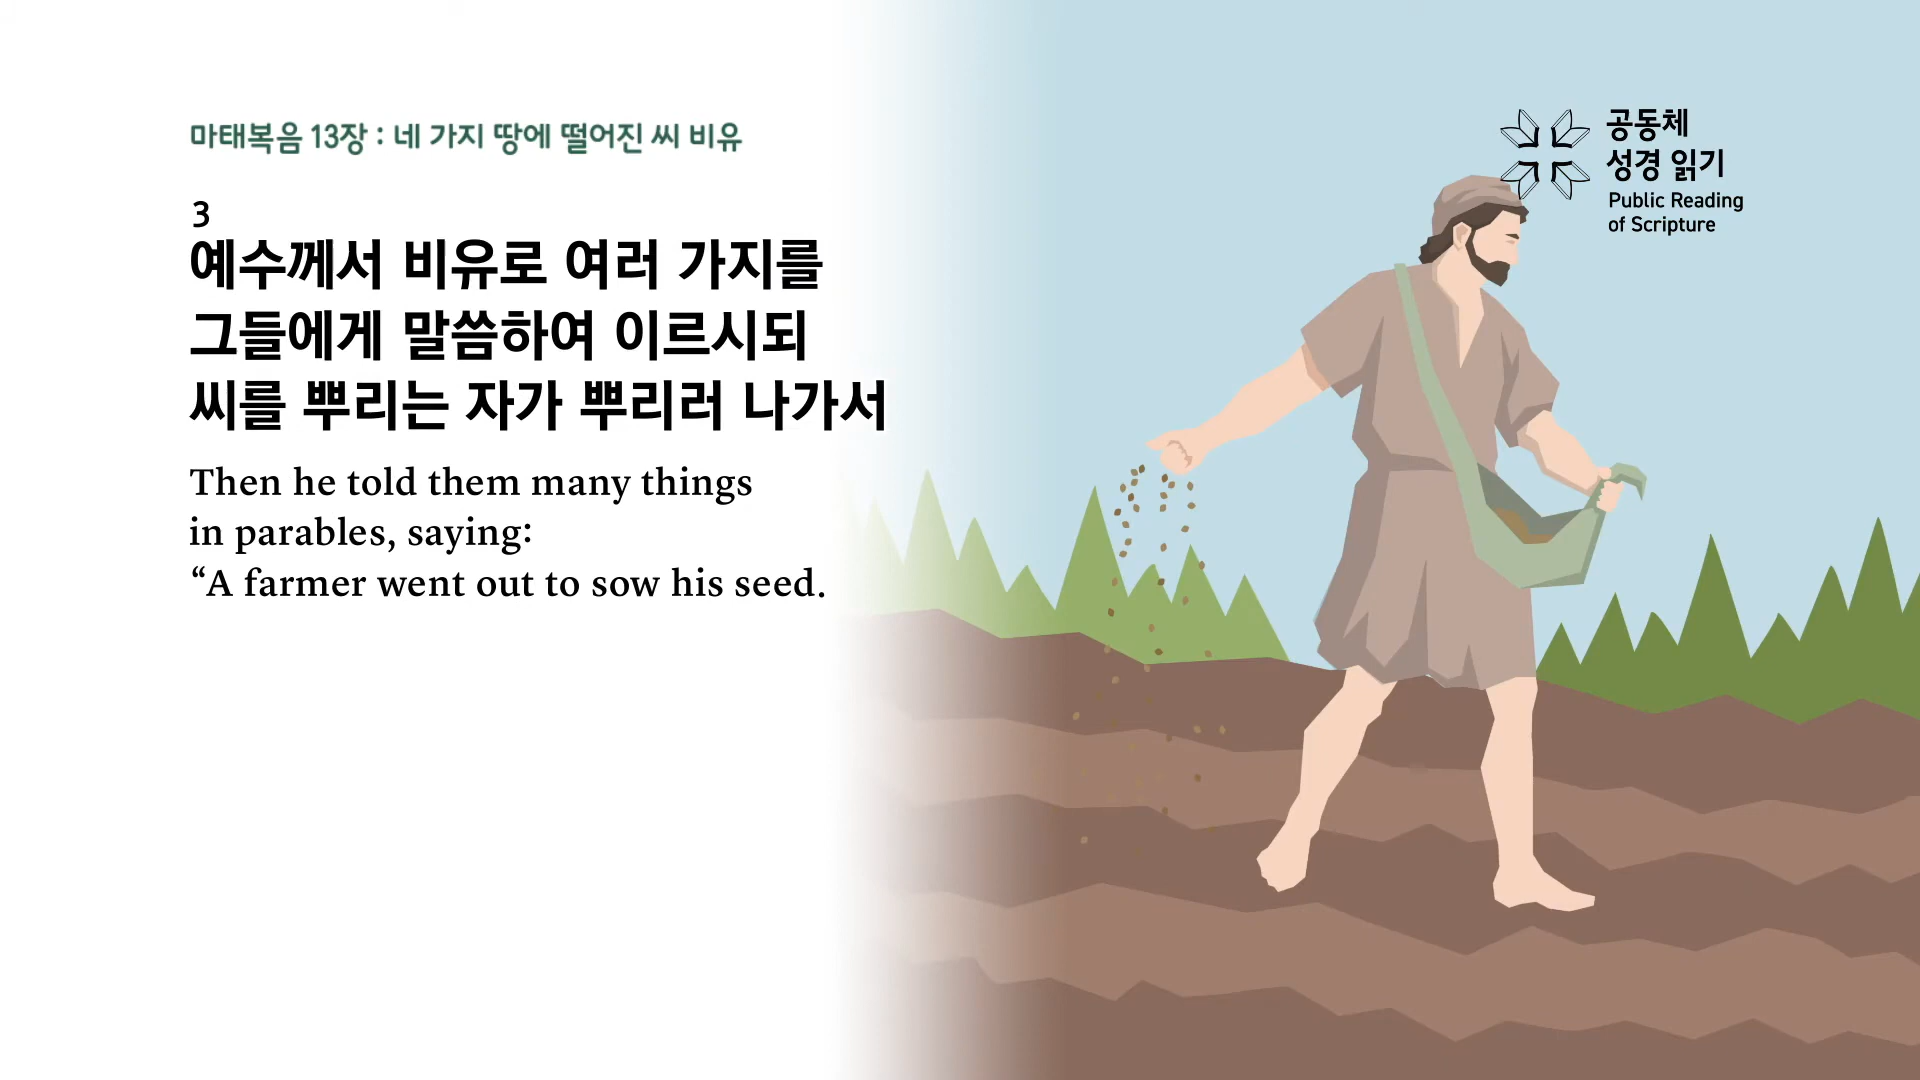 마태복음 13장 : 네 가지 땅에 떨어진 씨 비유
3
예수께서 비유로 여러 가지를
그들에게 말씀하여 이르시되
씨를 뿌리는 자가 뿌리러 나가서
Then he told them many things
in parables, saying:
“A farmer went out to sow his seed.
공동체
성경 읽기
Public Reading
of Scripture